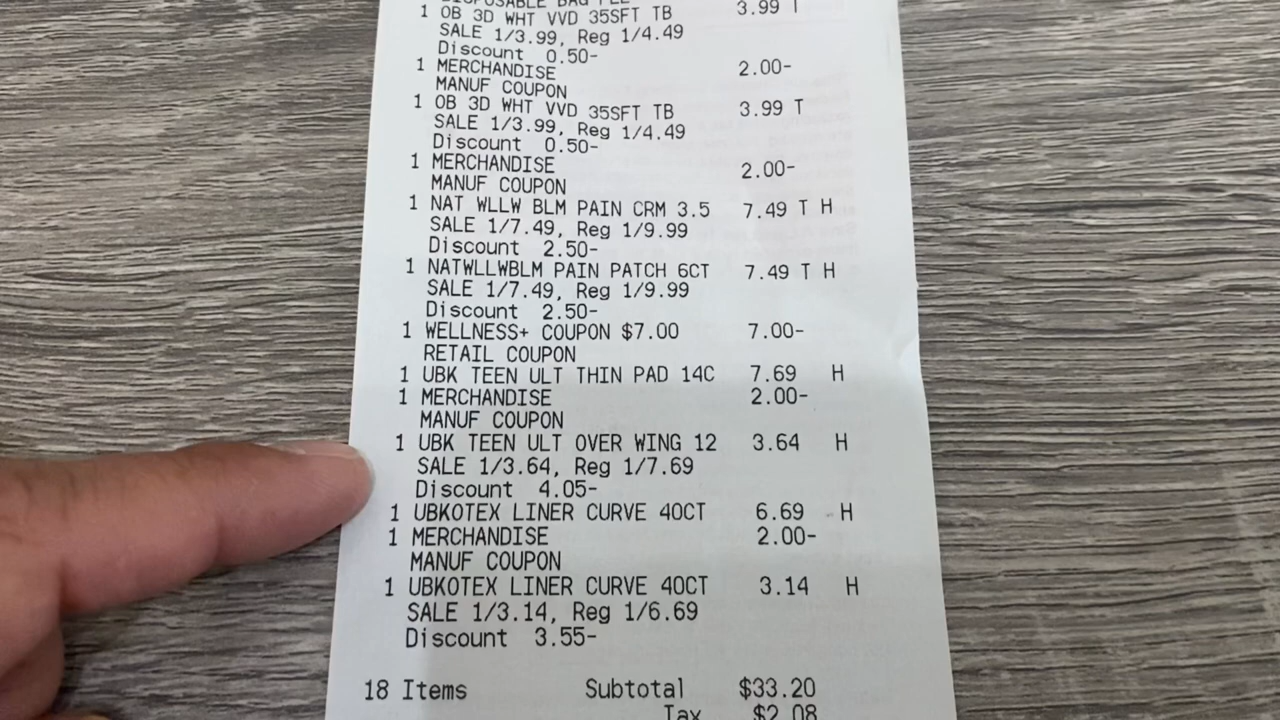 DISPOSABLE BAG FEE
1 OB 3D WHT VVD 35SFT TB 3.99 T
SALE 1/3.99, Reg 1/4.49
Discount 0.50-
1 MERCHANDISE 2.00-
MANUF COUPON
1 OB 3D WHT VVD 35SFT TB 3.99 T
SALE 1/3.99, Reg 1/4.49
Discount 0.50-
1 MERCHANDISE 2.00-
MANUF COUPON
1 NAT WLLW BLM PAIN CRM 3.5 7.49 T H
SALE 1/7.49, Reg 1/9.99
Discount 2.50-
1 NATWLLWBLM PAIN PATCH 6CT 7.49 T H
SALE 1/7.49, Reg 1/9.99
Discount 2.50-
1 WELLNESS+ COUPON $7.00 7.00-
RETAIL COUPON
1 UBK TEEN ULT THIN PAD 14C 7.69 H
1 MERCHANDISE 2.00-
MANUF COUPON
1 UBK TEEN ULT OVER WING 12 3.64 H
SALE 1/3.64, Reg 1/7.69
Discount 4.05-
1 UBKOTEX LINER CURVE 40CT 6.69 H
1 MERCHANDISE 2.00-
MANUF COUPON
1 UBKOTEX LINER CURVE 40CT 3.14 H
SALE 1/3.14, Reg 1/6.69
Discount 3.55-
18 Items Subtotal $33.20
Tax $2.08